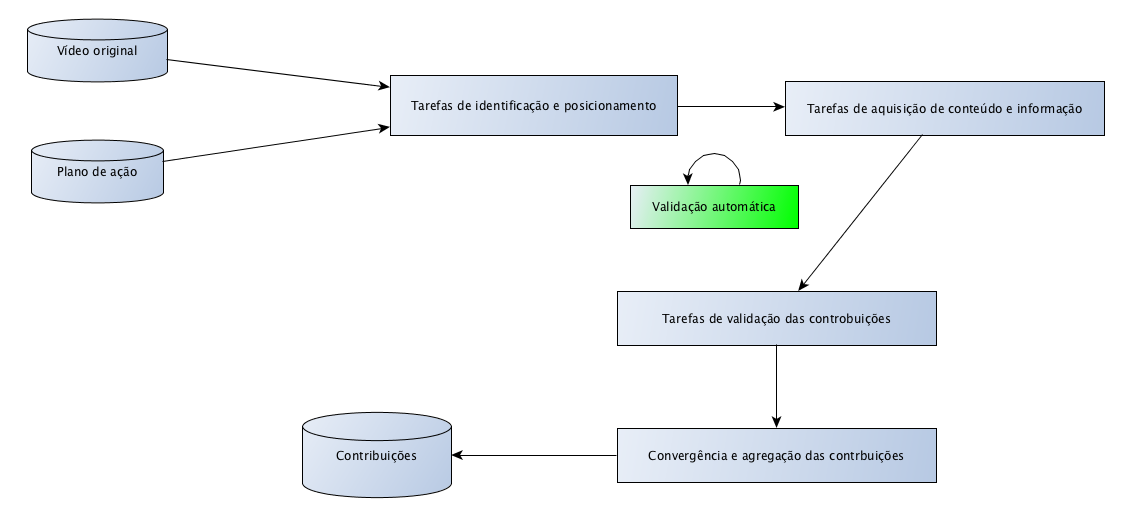 Vídeo original
Tarefas de identificação e posicionamento
Tarefas de aquisição de conteúdo e informação
Plano de ação
Validação automática
Tarefas de validação das controbuições
Convergência e agregação das contrbuições
Contribuições